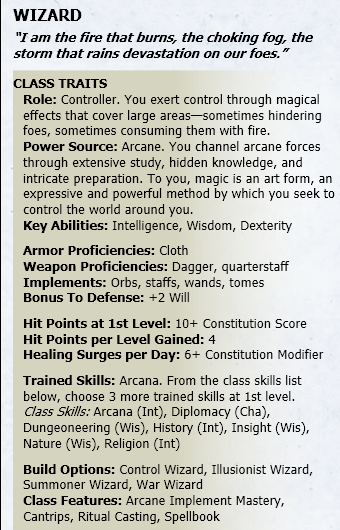 WIZARD
"I am the fire that burns, the choking fog, the
storm that rains devastation on our foes."
CLASS TRAITS
Role: Controller. You exert control through magical
effects that cover large areas—sometimes hindering
foes, sometimes consuming them with fire.
Power Source: Arcane. You channel arcane forces
through extensive study, hidden knowledge, and
intricate preparation. To you, magic is an art form, an
expressive and powerful method by which you seek to
control the world around you.
Key Abilities: Intelligence, Wisdom, Dexterity
Armor Proficiencies: Cloth
Weapon Proficiencies: Dagger, quarterstaff
Implements: Orbs, staffs, wands, tomes
Bonus To Defense: +2 Will
Hit Points at 1st Level: 10+ Constitution Score
Hit Points per Level Gained: 4
Healing Surges per Day: 6+ Constitution Modifier
Trained Skills: Arcana. From the class skills list
below, choose 3 more trained skills at 1st level.
Class Skills: Arcana (Int), Diplomacy (Cha),
Dungeoneering (Wis), History (Int), Insight (Wis),
Nature (Wis), Religion (Int)
Build Options: Control Wizard, Illusionist Wizard,
Summoner Wizard, War Wizard
Class Features: Arcane Implement Mastery,
Cantrips, Ritual Casting, Spellbook